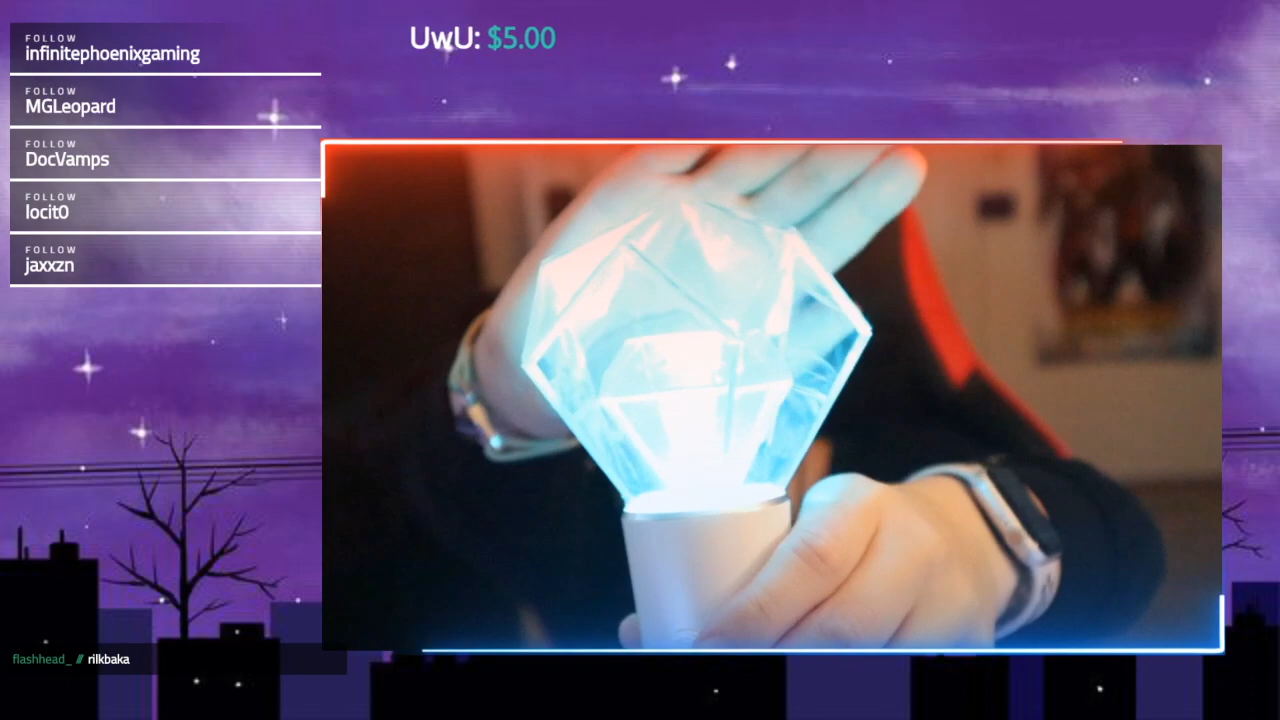 FOLLOW
infinitephoenixgaming
FOLLOW
MGLeopard
FOLLOW
DocVamps
FOLLOW
locit0
FOLLOW
jaxxzn
UwU: $5.00
flashhead_ // rilkbaka